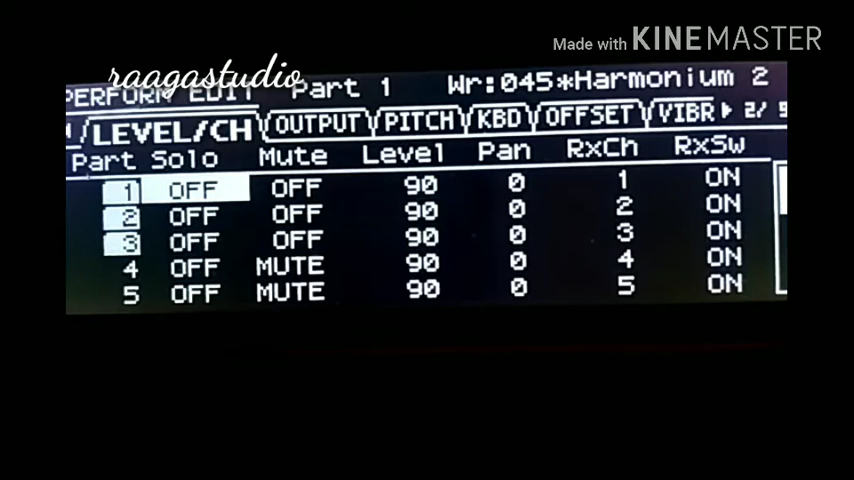 Made with KINEMASTER
raagastudio
PERFORM EDIT Part 1 Wr:045*Harmonium 2
LEVEL/CH OUTPUT PITCH KBD OFFSET VIBR 2/
Part Solo Mute Level Pan RxCh RxSw
1 OFF OFF 90 0 1 ON
2 OFF OFF 90 0 2 ON
3 OFF OFF 90 0 3 ON
4 OFF MUTE 90 0 4 ON
5 OFF MUTE 90 0 5 ON